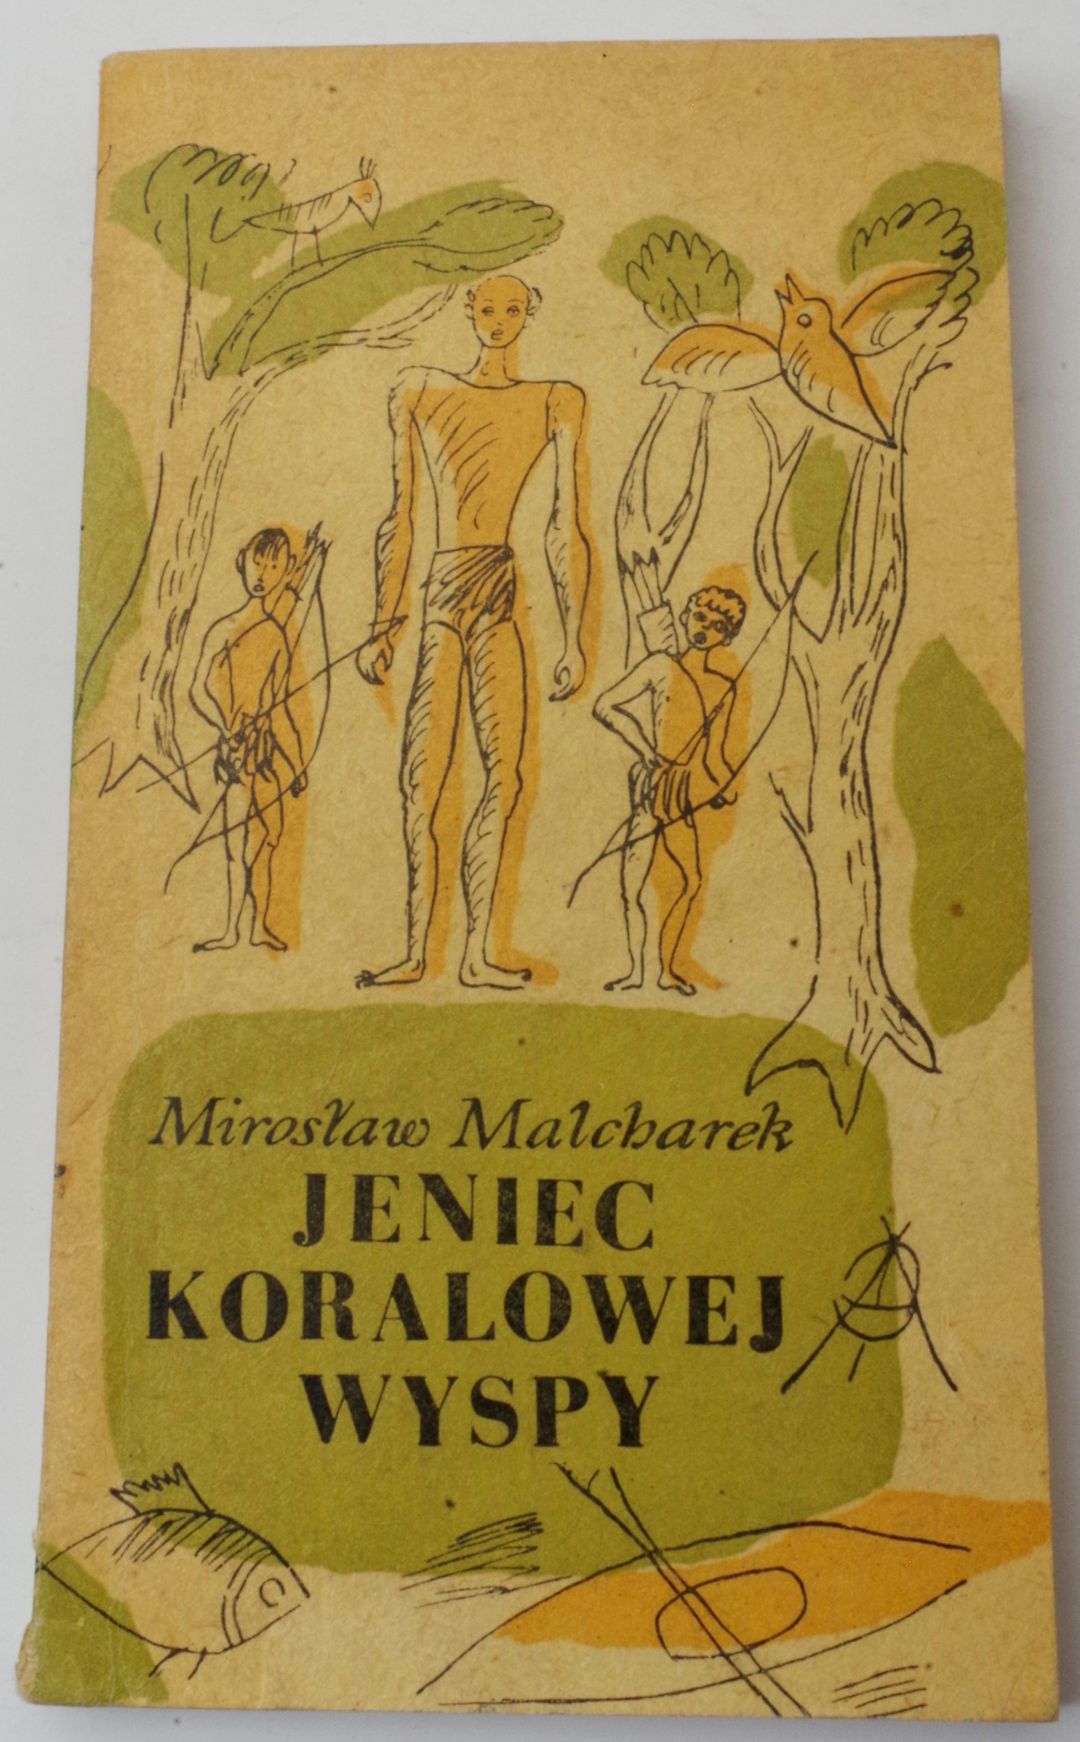 Mirosław Malcharek
JENIEC
KORALOWEJ
WYSPY